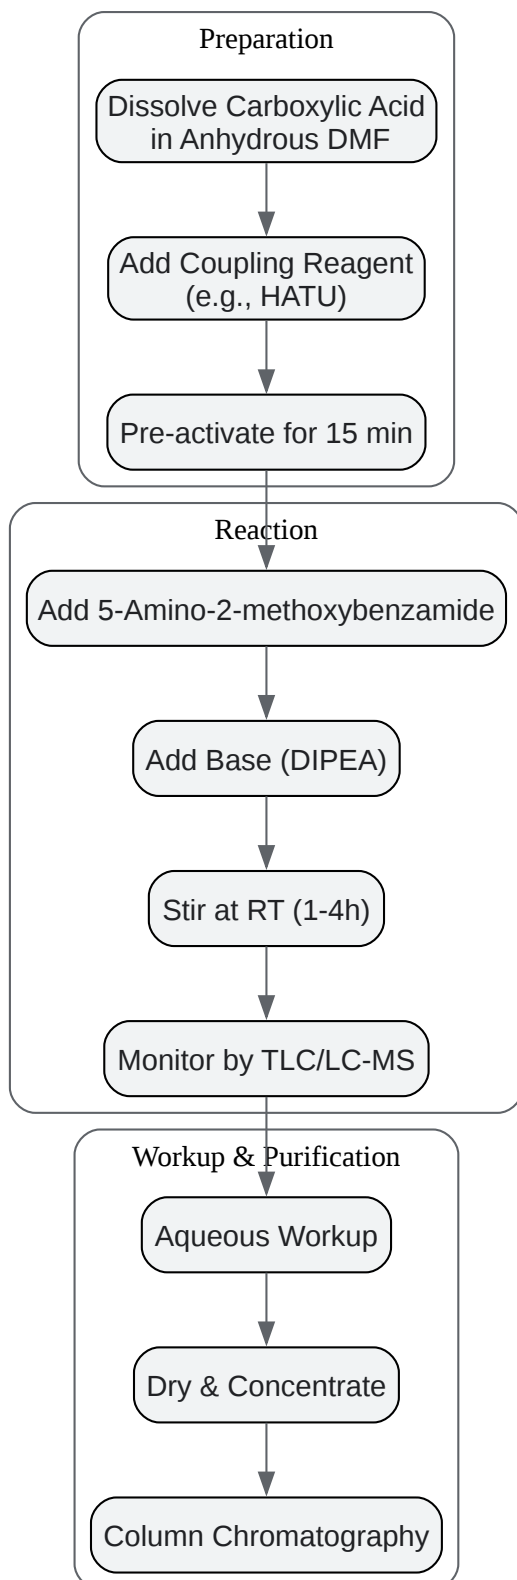 Preparation
Dissolve Carboxylic Acid
in Anhydrous DMF
Add Coupling Reagent
(e.g., HATU)
Pre-activate for 15 min
Reaction
Add 5-Amino-2-methoxybenzamide
Add Base (DIPEA)
Stir at RT (1-4h)
Monitor by TLC/LC-MS
Workup & Purification
Aqueous Workup
Dry & Concentrate
Column Chromatography